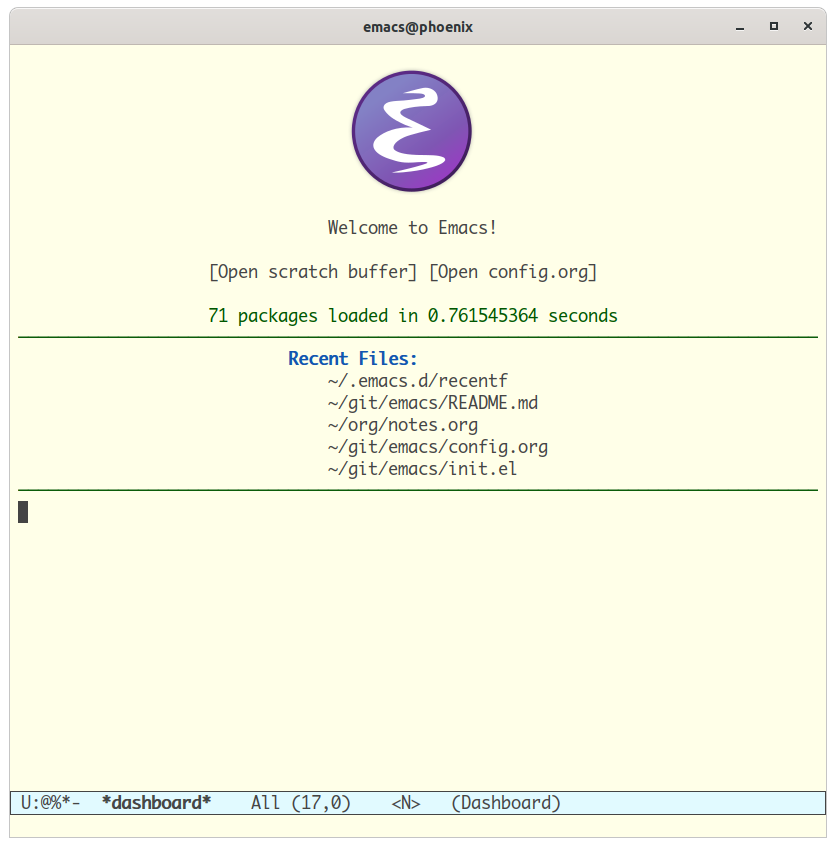 emacs@phoenix
Welcome to Emacs!
[Open scratch buffer] [Open config.org]
71 packages loaded in 0.761545364 seconds
Recent Files:
~/.emacs.d/recentf
~/git/emacs/README.md
~/org/notes.org
~/git/emacs/config.org
~/git/emacs/init.el
U:@%*-  *dashboard*    All (17,0)    <N>   (Dashboard)